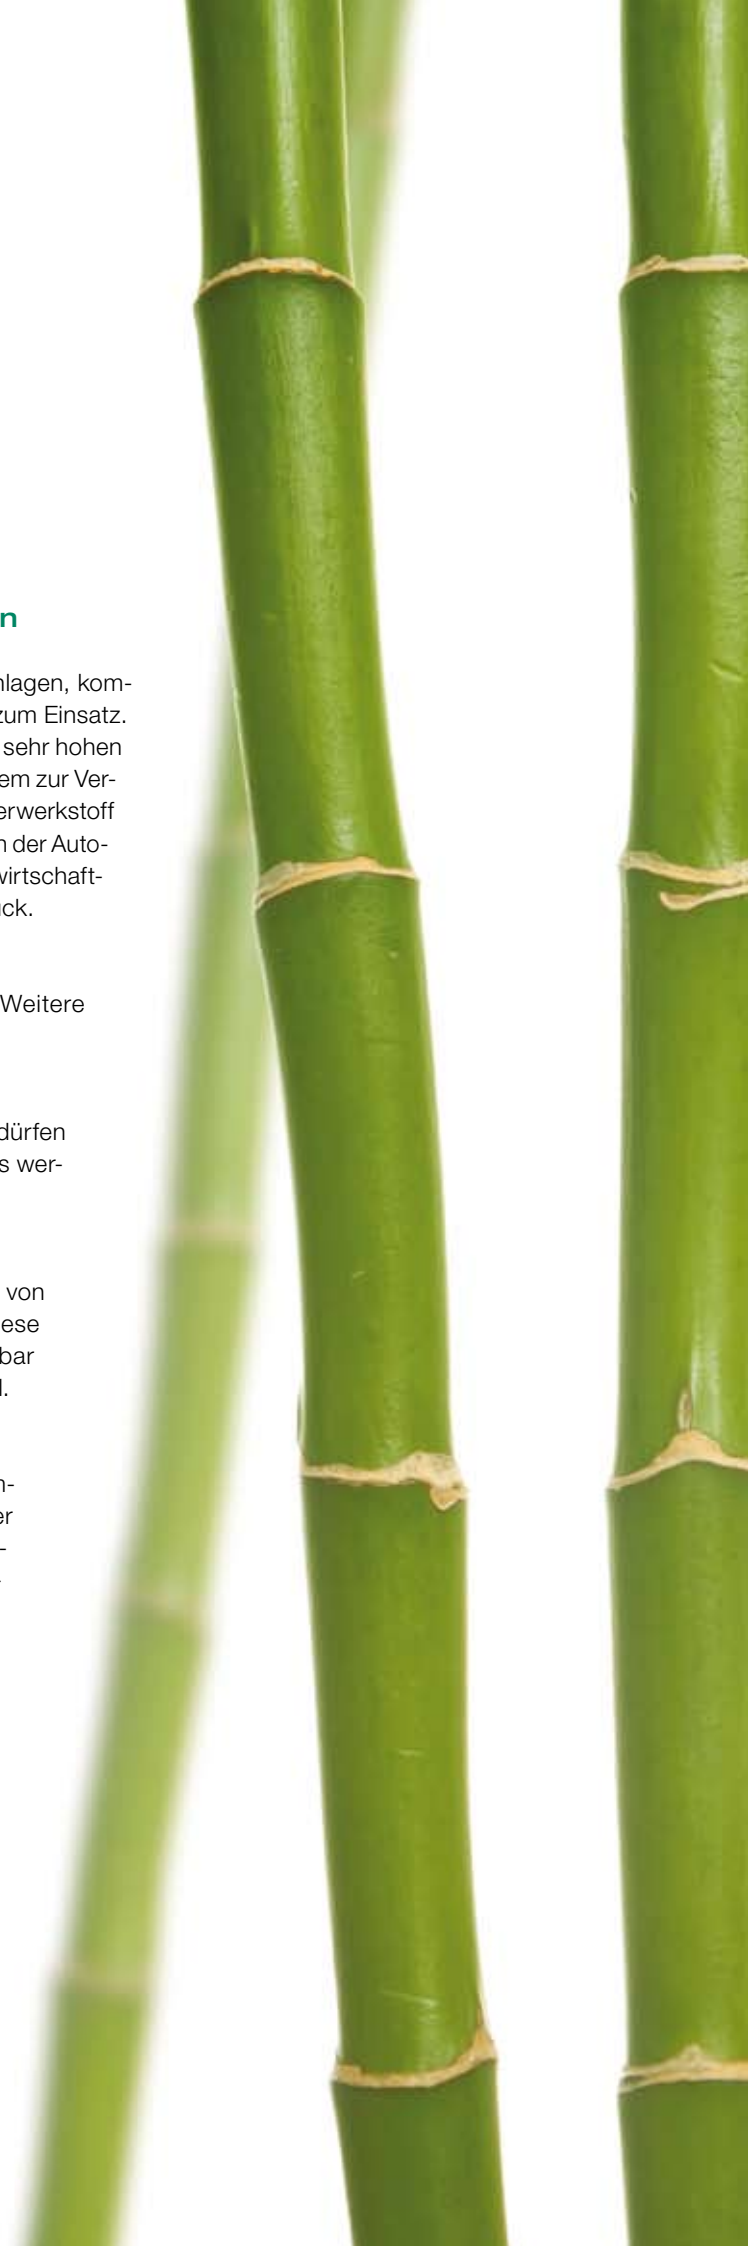 n
nlagen, kom-
zum Einsatz.
sehr hohen
em zur Ver-
erwerkstoff
n der Auto-
wirtschaft-
ck.
Weitere
dürfen
s wer-
von
ese
bar
l.
n-
er
-